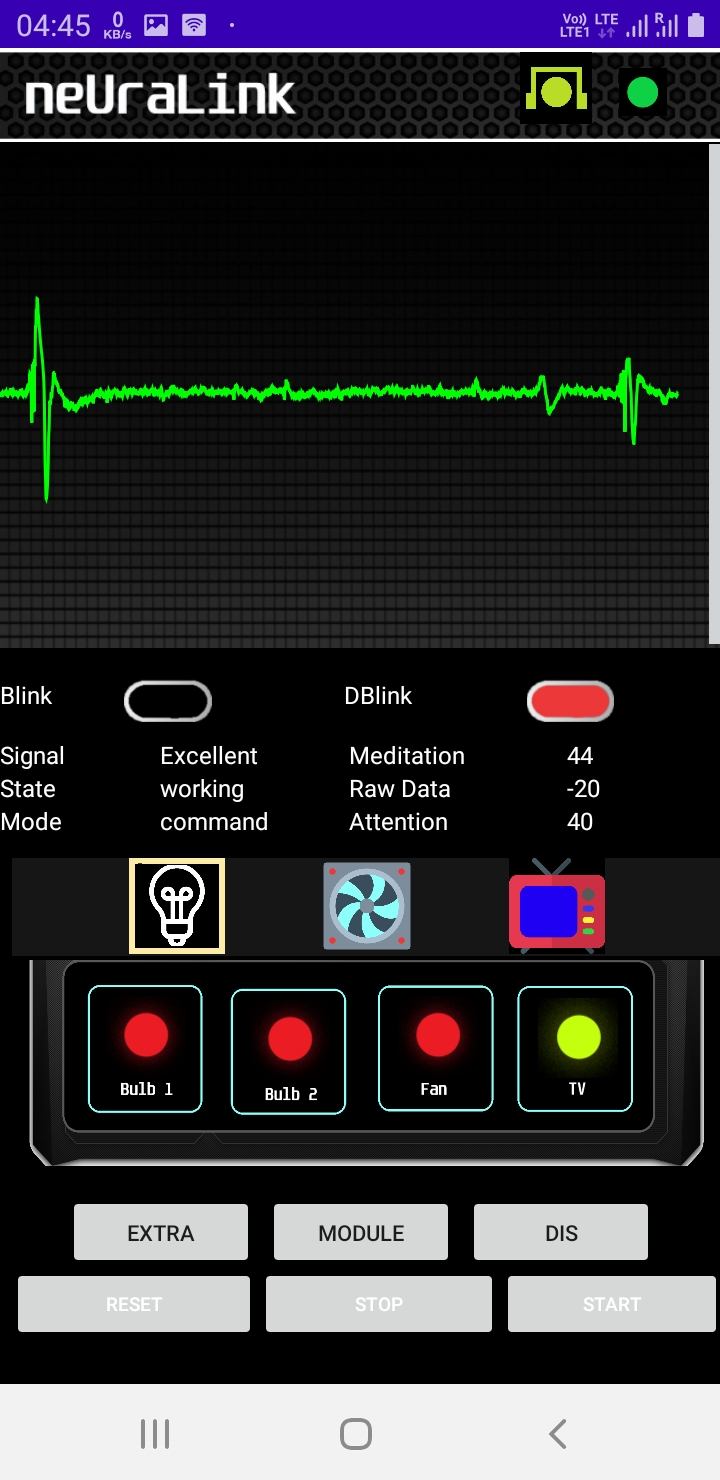 04:45 0 KB/s Vo) LTE LTE1 R
neUraLink
Blink DBlink
Signal Excellent Meditation 44
State working Raw Data -20
Mode command Attention 40
Bulb 1 Bulb 2 Fan TV
EXTRA MODULE DIS
RESET STOP START